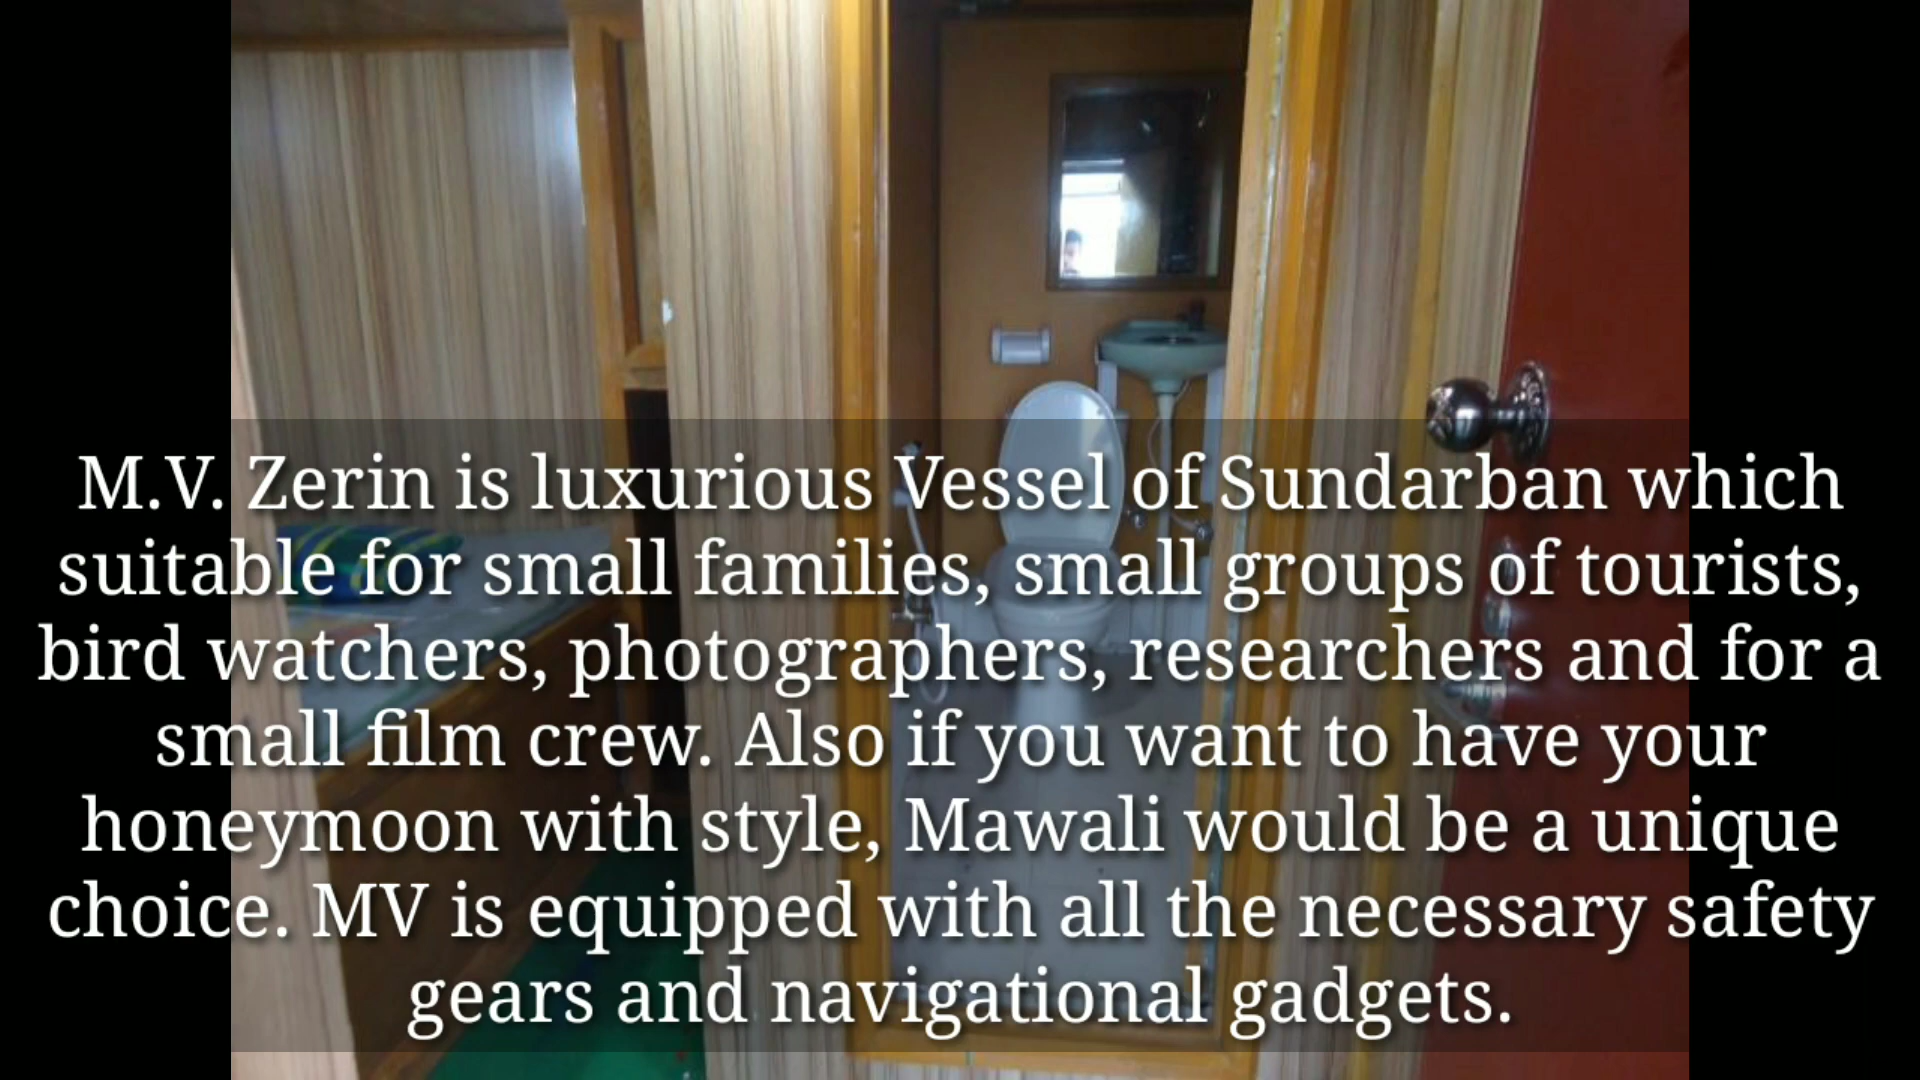 M.V. Zerin is luxurious Vessel of Sundarban which
suitable for small families, small groups of tourists,
bird watchers, photographers, researchers and for a
small film crew. Also if you want to have your
honeymoon with style, Mawali would be a unique
choice. MV is equipped with all the necessary safety
gears and navigational gadgets.